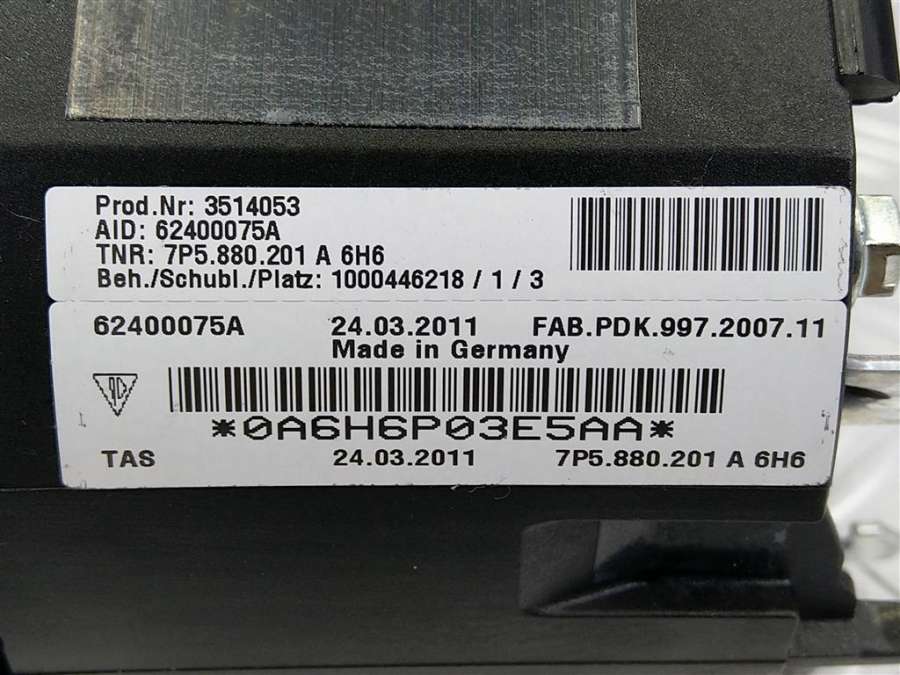 Prod.Nr: 3514053
AID: 62400075A
TNR: 7P5.880.201 A 6H6
Beh./Schubl./Platz: 1000446218 / 1 / 3
62400075A 24.03.2011 FAB.PDK.997.2007.11
Made in Germany
*0A6H6P03E5AA*
TAS 24.03.2011 7P5.880.201 A 6H6